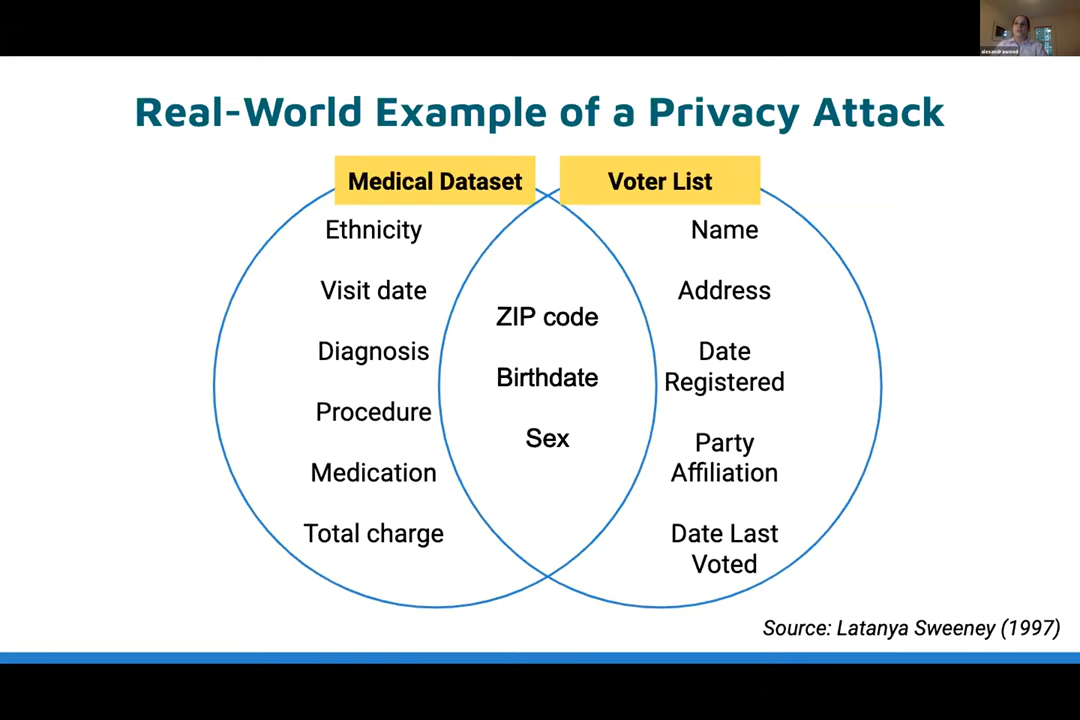 alexandrawood
Real-World Example of a Privacy Attack
Medical Dataset
Voter List
Ethnicity
Visit date
Diagnosis
Procedure
Medication
Total charge
ZIP code
Birthdate
Sex
Name
Address
Date
Registered
Party
Affiliation
Date Last
Voted
Source: Latanya Sweeney (1997)